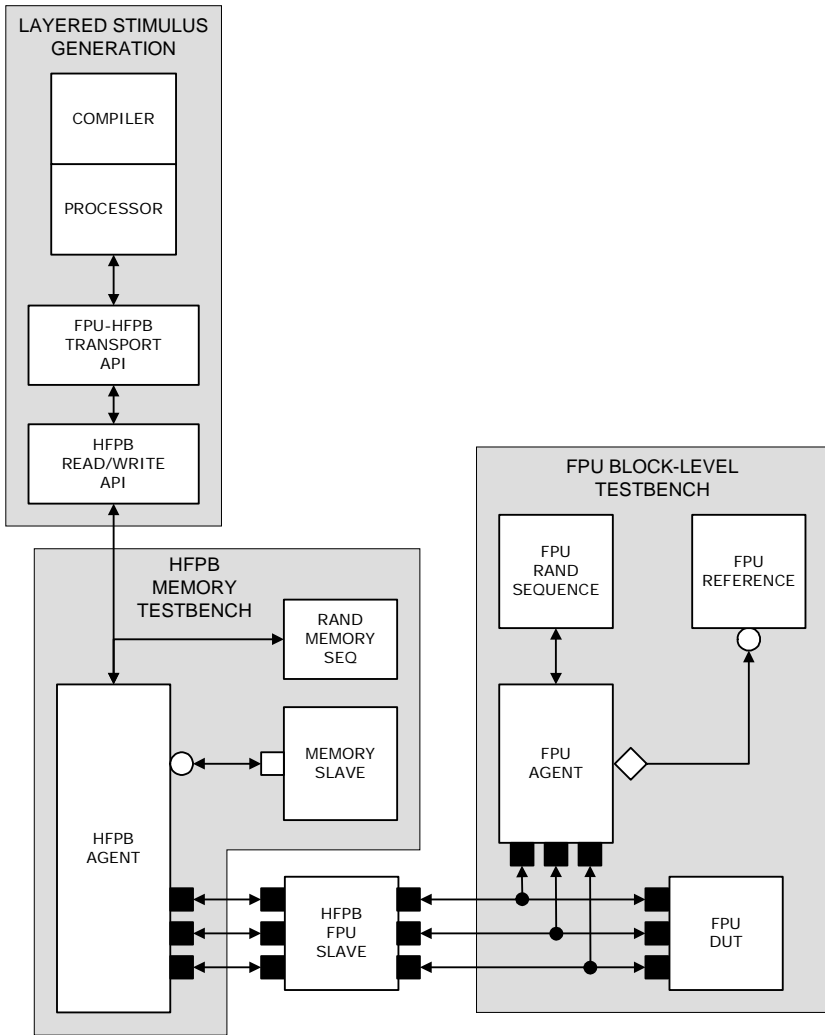 LAYERED STIMULUS
GENERATION
COMPILER
PROCESSOR
FPU-HFPB
TRANSPORT
API
HFPB
READ/WRITE
API
HFPB
MEMORY
TESTBENCH
RAND
MEMORY
SEQ
MEMORY
SLAVE
HFPB
AGENT
HFPB
FPU
SLAVE
FPU BLOCK-LEVEL
TESTBENCH
FPU
RAND
SEQUENCE
FPU
REFERENCE
FPU
AGENT
FPU
DUT